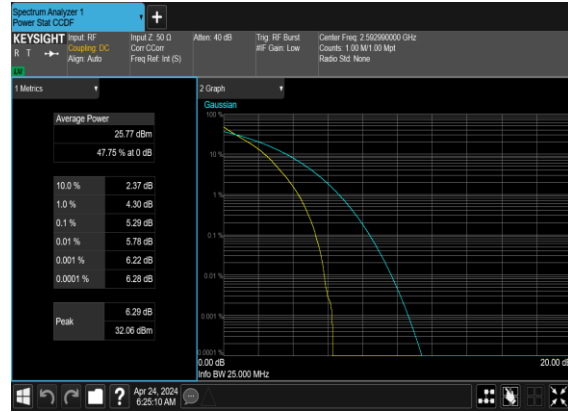 Spectrum Analyzer 1
Power Stat CCDF
KEYSIGHT
R T
LXI
Input: RF
Coupling: DC
Align: Auto
Input Z: 50 Ω
Corr CCorr
Freq Ref: Int (S)
Atten: 40 dB
Trig: RF Burst
#IF Gain: Low
Center Freq: 2.592990000 GHz
Counts: 1.00 M/1.00 Mpt
Radio Std: None
1 Metrics
Average Power
25.77 dBm
47.75 % at 0 dB
10.0 % 2.37 dB
1.0 % 4.30 dB
0.1 % 5.29 dB
0.01 % 5.78 dB
0.001 % 6.22 dB
0.0001 % 6.28 dB
Peak
6.29 dB
32.06 dBm
2 Graph
Gaussian
100 %
10 %
1 %
0.1 %
0.01 %
0.001 %
0.0001 %
0.00 dB
20.00 dB
Info BW 25.000 MHz
?
Apr 24, 2024
6:25:10 AM